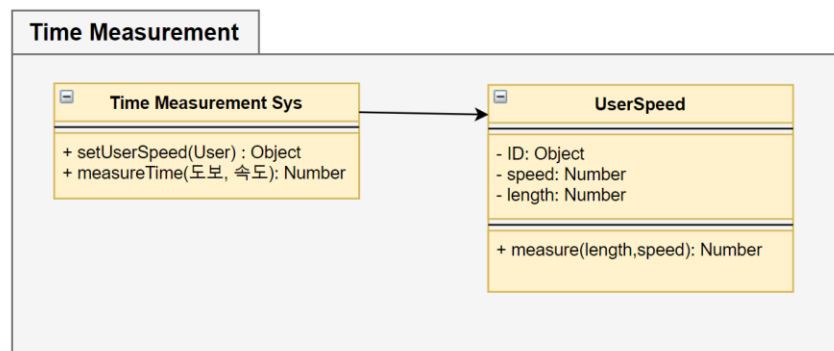 Time Measurement
Time Measurement Sys
+ setUserSpeed(User) : Object
+ measureTime(도보, 속도): Number
UserSpeed
- ID: Object
- speed: Number
- length: Number
+ measure(length,speed): Number